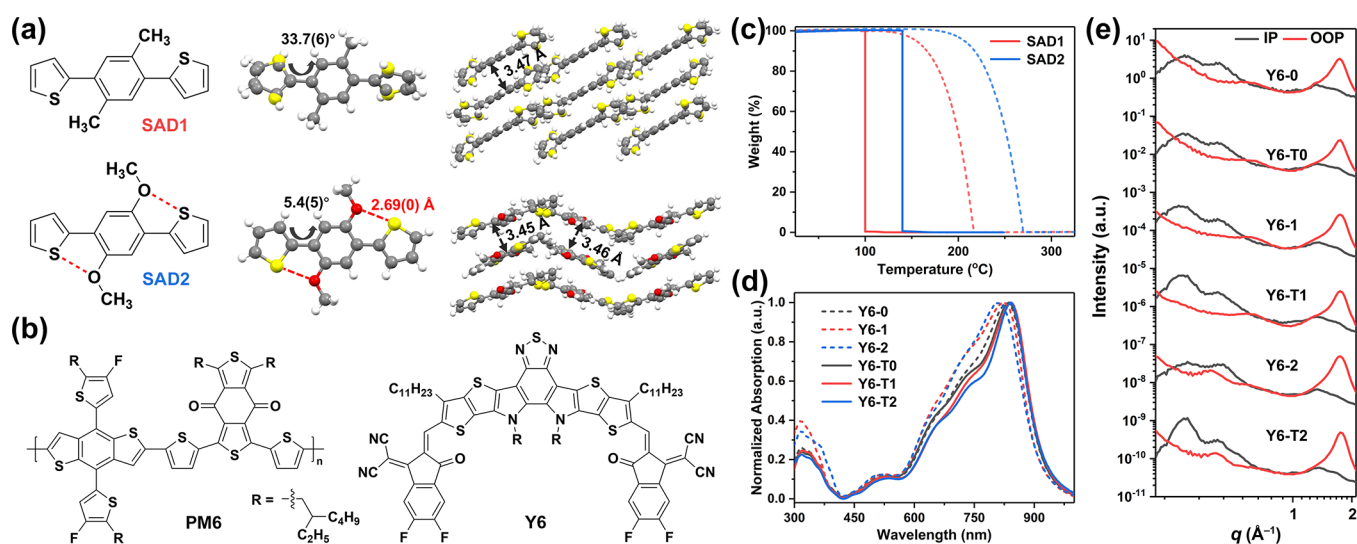 (a)
CH₃
S
S
H₃C
SAD1
33.7(6)°
3.47 Å
H₃C
O
S
S
O
CH₃
SAD2
5.4(5)°
2.69(0) Å
3.45 Å
3.46 Å
(b)
R
F
S
R
S
R
O
O
S
S
S
S
S
n
S
F
R
PM6
R =
C₄H₉
C₂H₅
S
N
N
C₁₁H₂₃
S
S
C₁₁H₂₃
S
N
N
S
R
R
CN
CN
O
O
CN
CN
F
F
F
F
Y6
(c)
SAD1
SAD2
Weight (%)
100
80
60
40
20
0
100
200
300
Temperature (°C)
(d)
Y6-0
Y6-1
Y6-2
Y6-T0
Y6-T1
Y6-T2
Normalized Absorption (a.u.)
1.0
0.8
0.6
0.4
0.2
0.0
300
450
600
750
900
Wavelength (nm)
(e)
IP
OOP
Y6-0
Y6-T0
Y6-1
Y6-T1
Y6-2
Y6-T2
Intensity (a.u.)
10¹
10⁰
10⁻¹
10⁻²
10⁻³
10⁻⁴
10⁻⁵
10⁻⁶
10⁻⁷
10⁻⁸
10⁻⁹
10⁻¹⁰
10⁻¹¹
1
2
q (Å⁻¹)